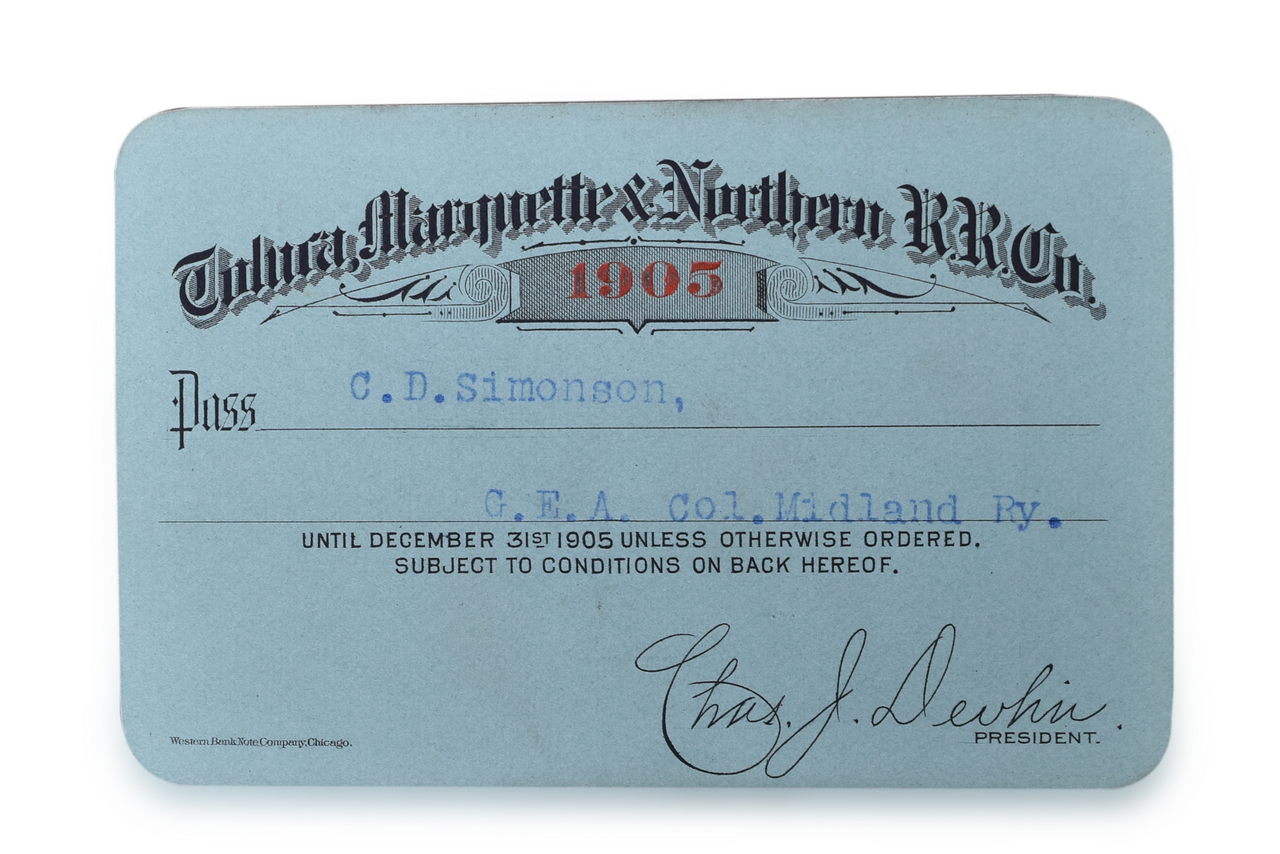 Toluca, Marquette & Northern R.R. Co.
1905
Pass C.D.Simonson,
G.E.A. Col.Midland Ry.
UNTIL DECEMBER 31ST 1905 UNLESS OTHERWISE ORDERED.
SUBJECT TO CONDITIONS ON BACK HEREOF.
Chas. J. Devlin
PRESIDENT.
Western Bank Note Company, Chicago.